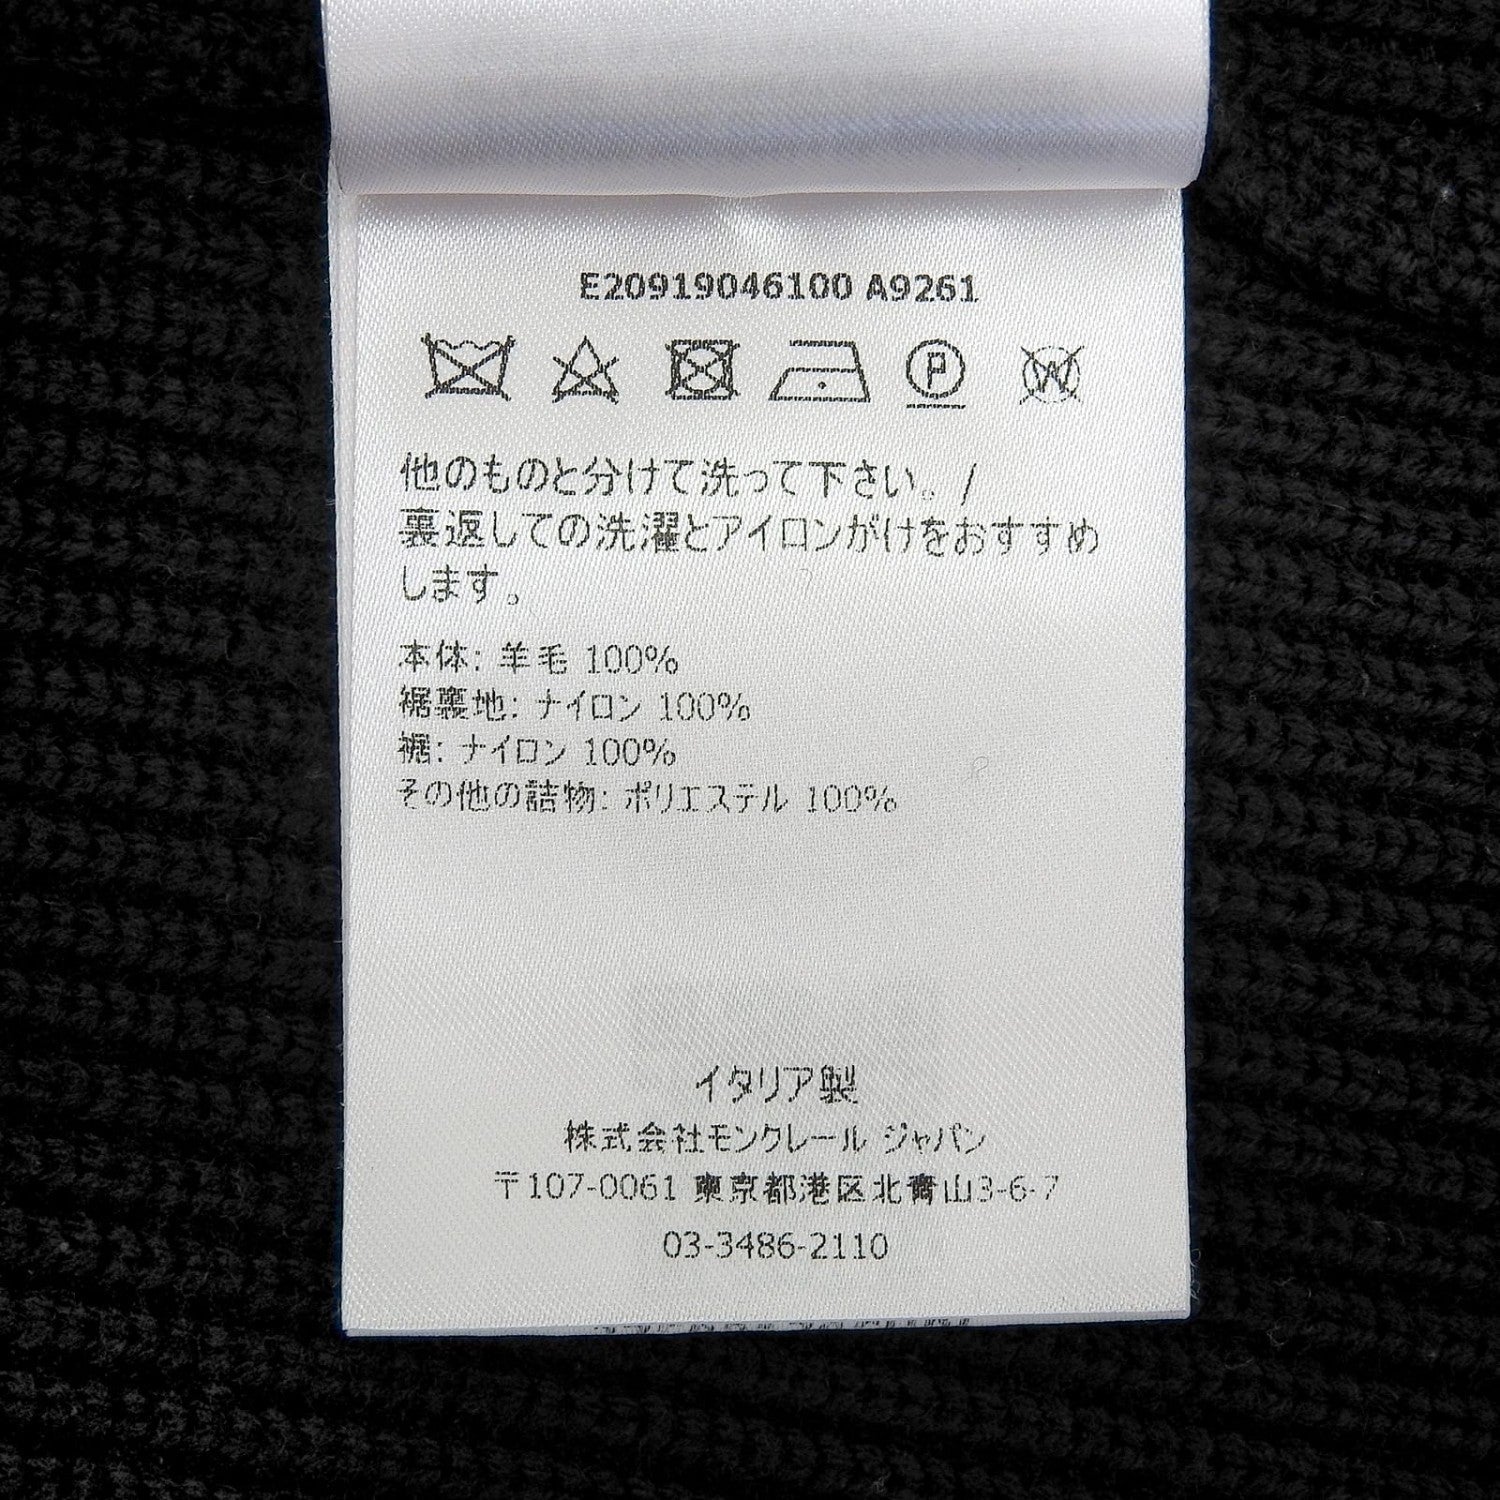 E20919046100 A9261
P W
他のものと分けて洗って下さい。/
裏返しての洗濯とアイロンがけをおすすめ
します。
本体: 羊毛 100%
裾裏地: ナイロン 100%
裾: ナイロン 100%
その他の詰物: ポリエステル 100%
イタリア製
株式会社モンクレール ジャパン
〒107-0061 東京都港区北青山3-6-7
03-3486-2110